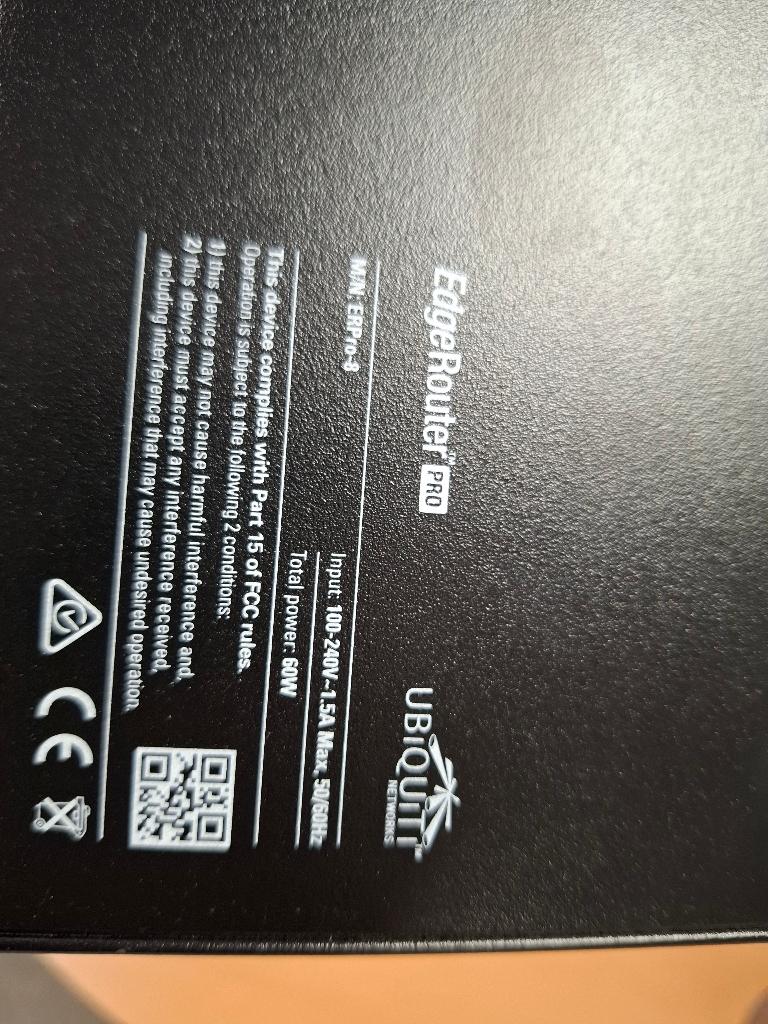 EdgeRouter™ PRO
UBIQUITI™
NETWORKS
M/N: ERPro-8
Input: 100-240V~1.5A Max, 50/60Hz
Total power: 60W
This device complies with Part 15 of FCC rules.
Operation is subject to the following 2 conditions:
1) this device may not cause harmful interference and,
2) this device must accept any interference received,
including interference that may cause undesired operation.
CE